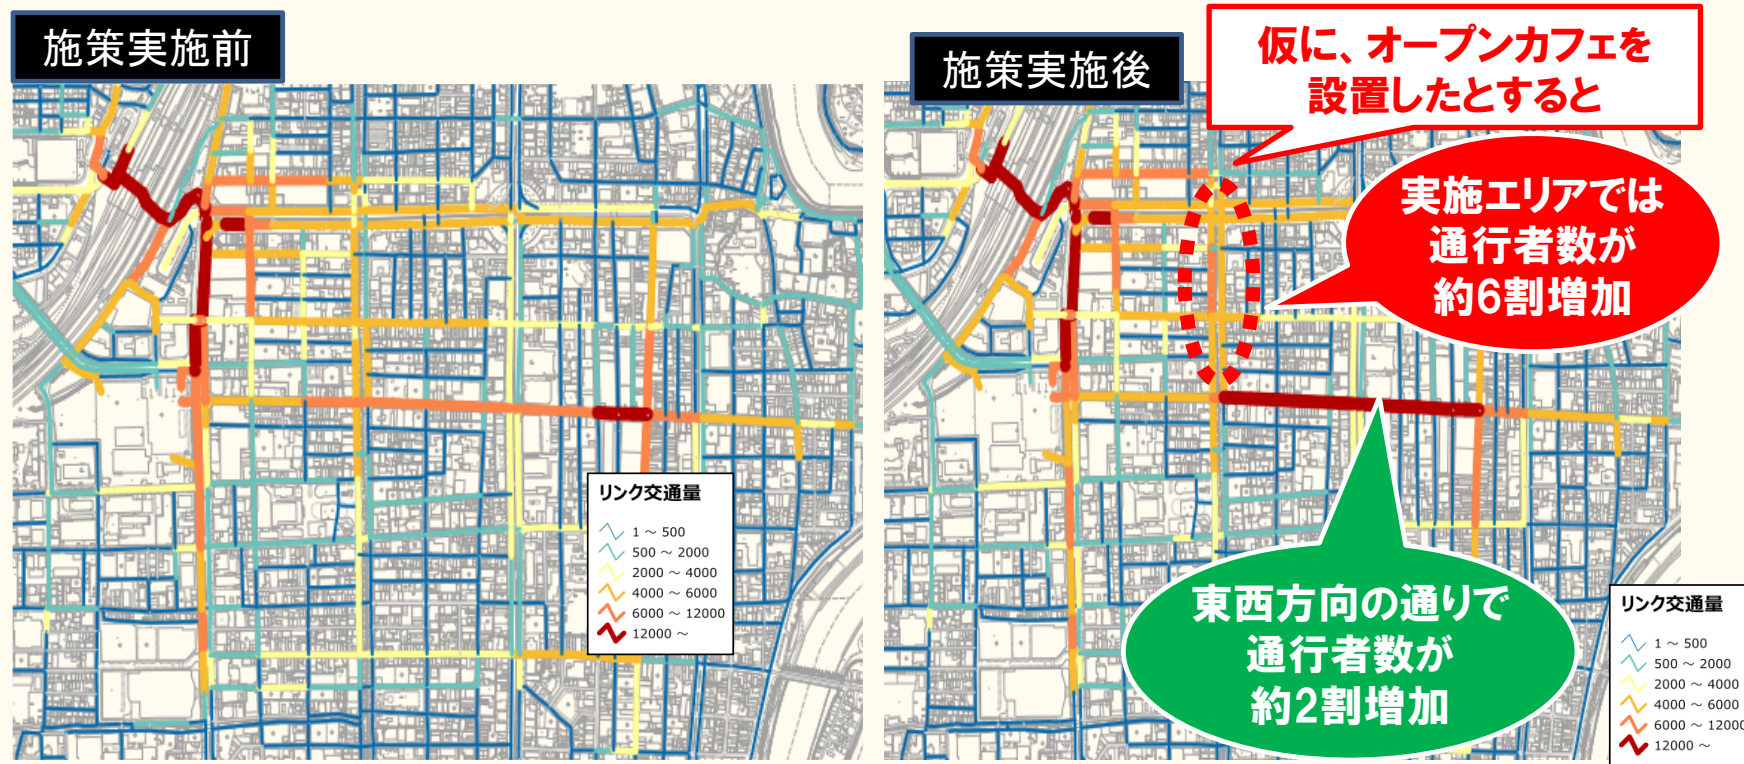 施策実施前
施策実施後
仮に、オープンカフェを
設置したとすると
実施エリアでは
通行者数が
約6割増加
リンク交通量
1 ～ 500
500 ～ 2000
2000 ～ 4000
4000 ～ 6000
6000 ～ 12000
12000 ～
東西方向の通りで
通行者数が
約2割増加
リンク交通量
1 ～ 500
500 ～ 2000
2000 ～ 4000
4000 ～ 6000
6000 ～ 12000
12000 ～